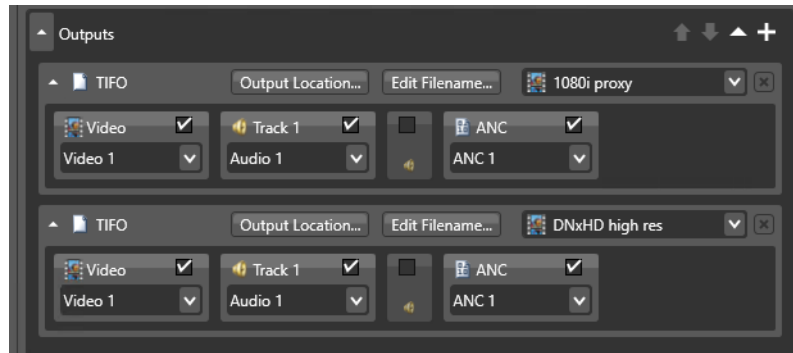 Outputs
TIFO Output Location... Edit Filename... 1080i proxy
Video Track 1 ANC
Video 1 Audio 1 ANC 1
TIFO Output Location... Edit Filename... DNxHD high res
Video Track 1 ANC
Video 1 Audio 1 ANC 1